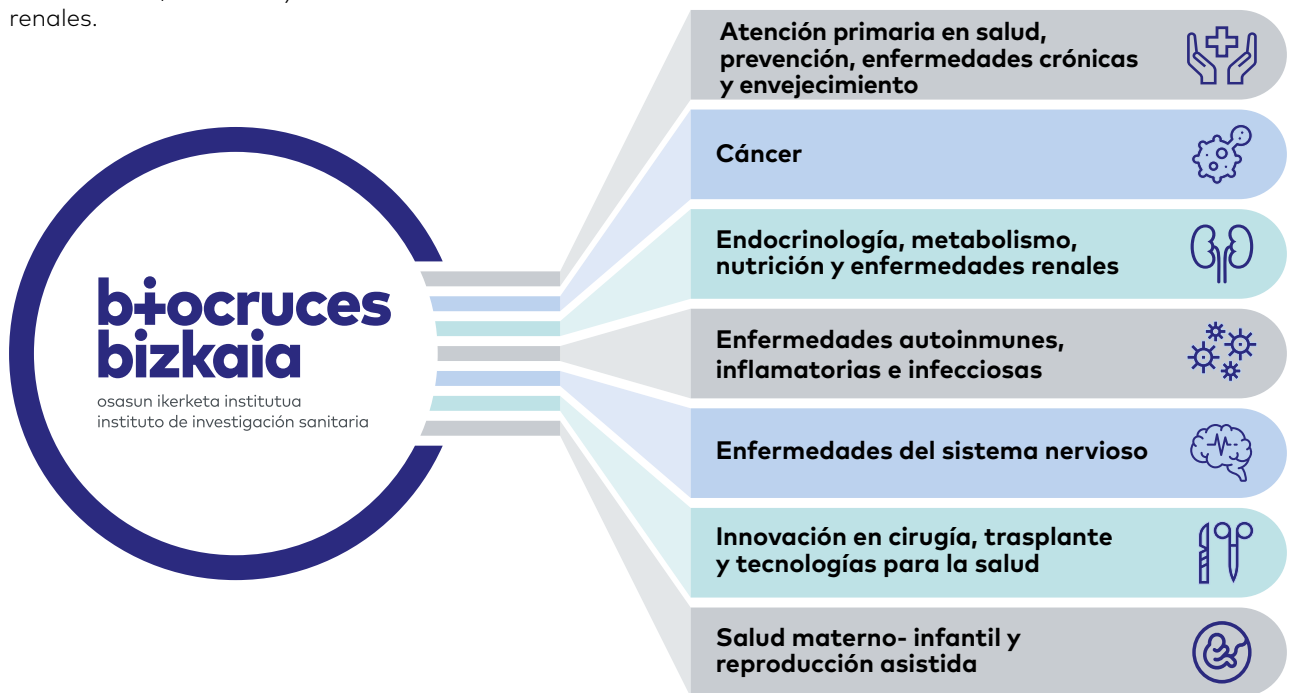 renales.
Atención primaria en salud,
prevención, enfermedades crónicas
y envejecimiento
Cáncer
Endocrinología, metabolismo,
nutrición y enfermedades renales
biocruces
bizkaia
osasun ikerketa institutua
instituto de investigación sanitaria
Enfermedades autoinmunes,
inflamatorias e infecciosas
Enfermedades del sistema nervioso
Innovación en cirugía, trasplante
y tecnologías para la salud
Salud materno- infantil y
reproducción asistida